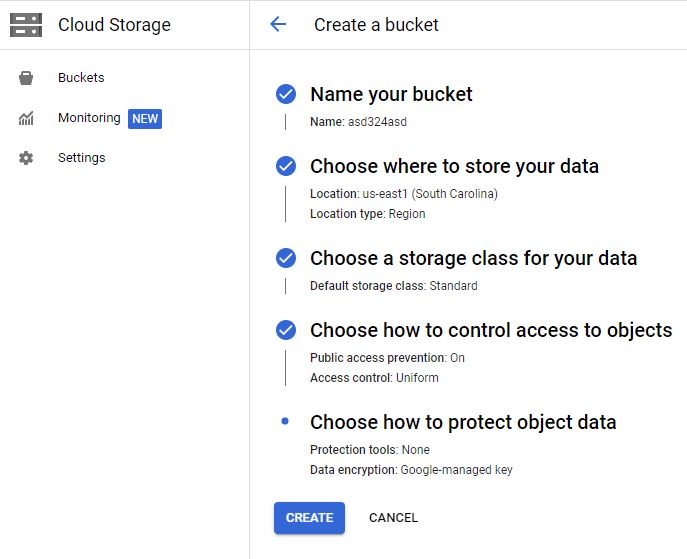 Cloud Storage
Create a bucket
Buckets
Monitoring NEW
Settings
Name your bucket
Name: asd324asd
Choose where to store your data
Location: us-east1 (South Carolina)
Location type: Region
Choose a storage class for your data
Default storage class: Standard
Choose how to control access to objects
Public access prevention: On
Access control: Uniform
Choose how to protect object data
Protection tools: None
Data encryption: Google-managed key
CREATE CANCEL